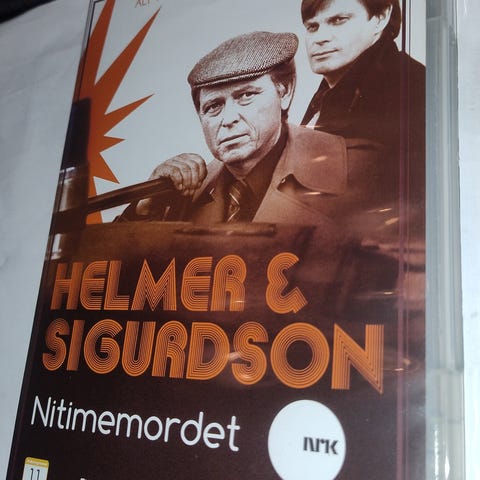 HELMER &
SIGURDSON
Nitimemordet
NRK
11